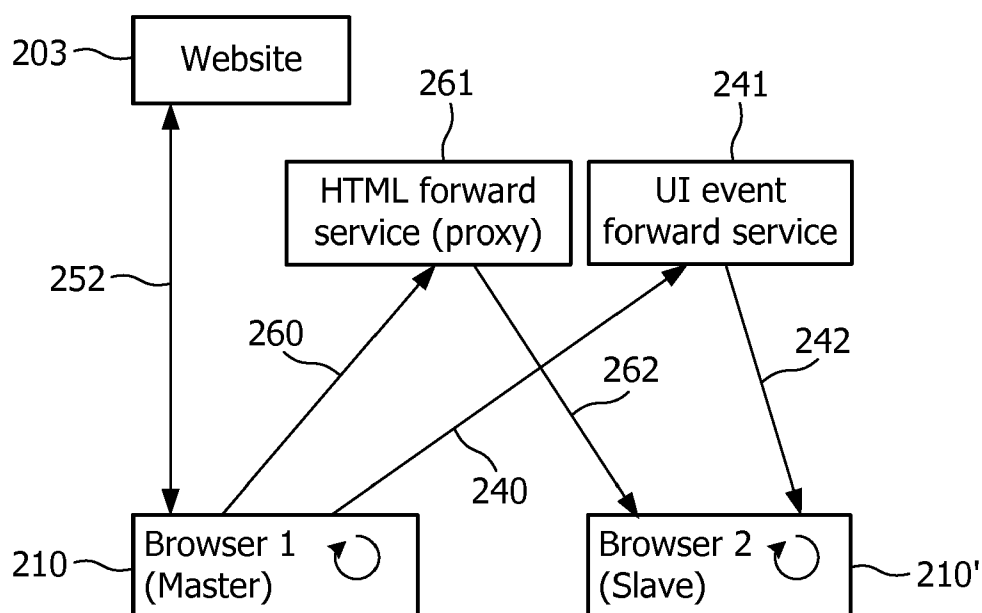 203
Website
261
241
HTML forward
service (proxy)
UI event
forward service
252
260
262
242
240
210
Browser 1
(Master)
Browser 2
(Slave)
210'